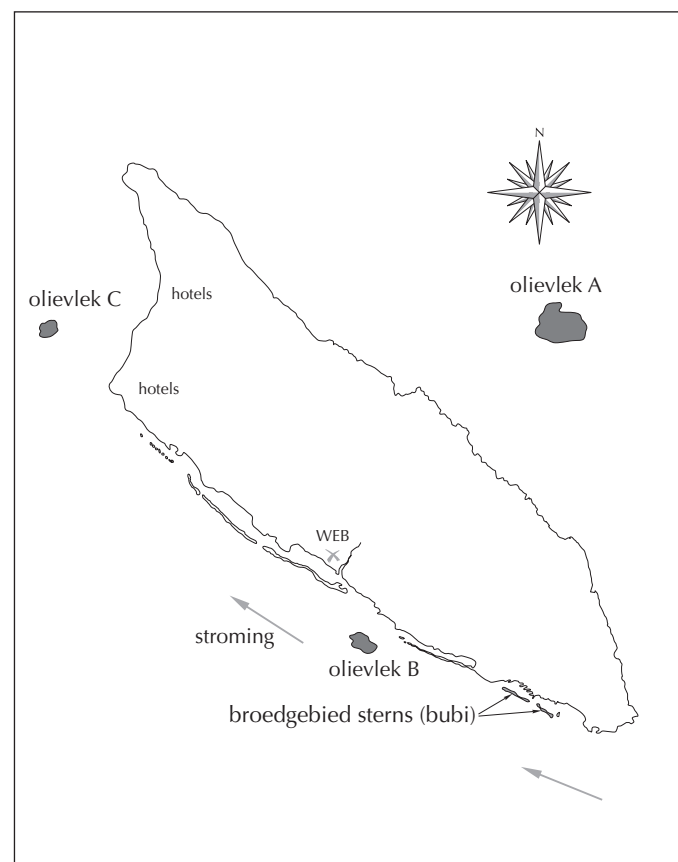 N
olievlek A
olievlek C
hotels
hotels
WEB
stroming
olievlek B
broedgebied sterns (bubi)